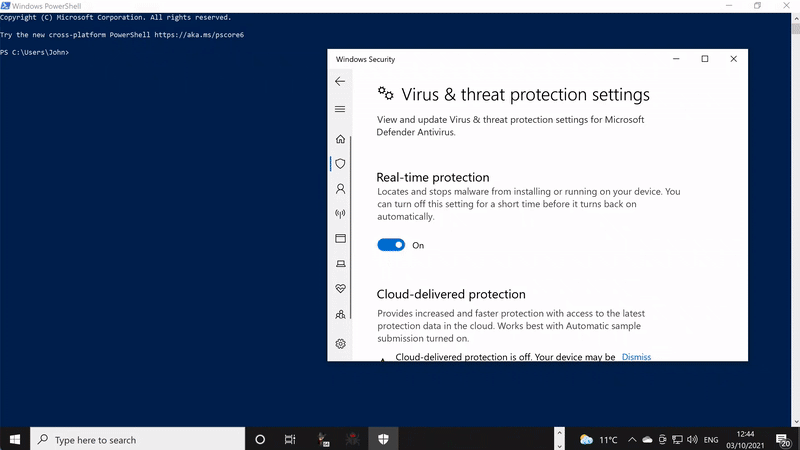 Windows PowerShell
Copyright (C) Microsoft Corporation. All rights reserved.
Try the new cross-platform PowerShell https://aka.ms/pscore6
PS C:\Users\John>
Windows Security
Virus & threat protection settings
View and update Virus & threat protection settings for Microsoft
Defender Antivirus.
Real-time protection
Locates and stops malware from installing or running on your device. You
can turn off this setting for a short time before it turns back on
automatically.
On
Cloud-delivered protection
Provides increased and faster protection with access to the latest
protection data in the cloud. Works best with Automatic sample
submission turned on.
Cloud-delivered protection is off. Your device may be Dismiss
Type here to search
64
11°C
ENG
12:44
03/10/2021
20